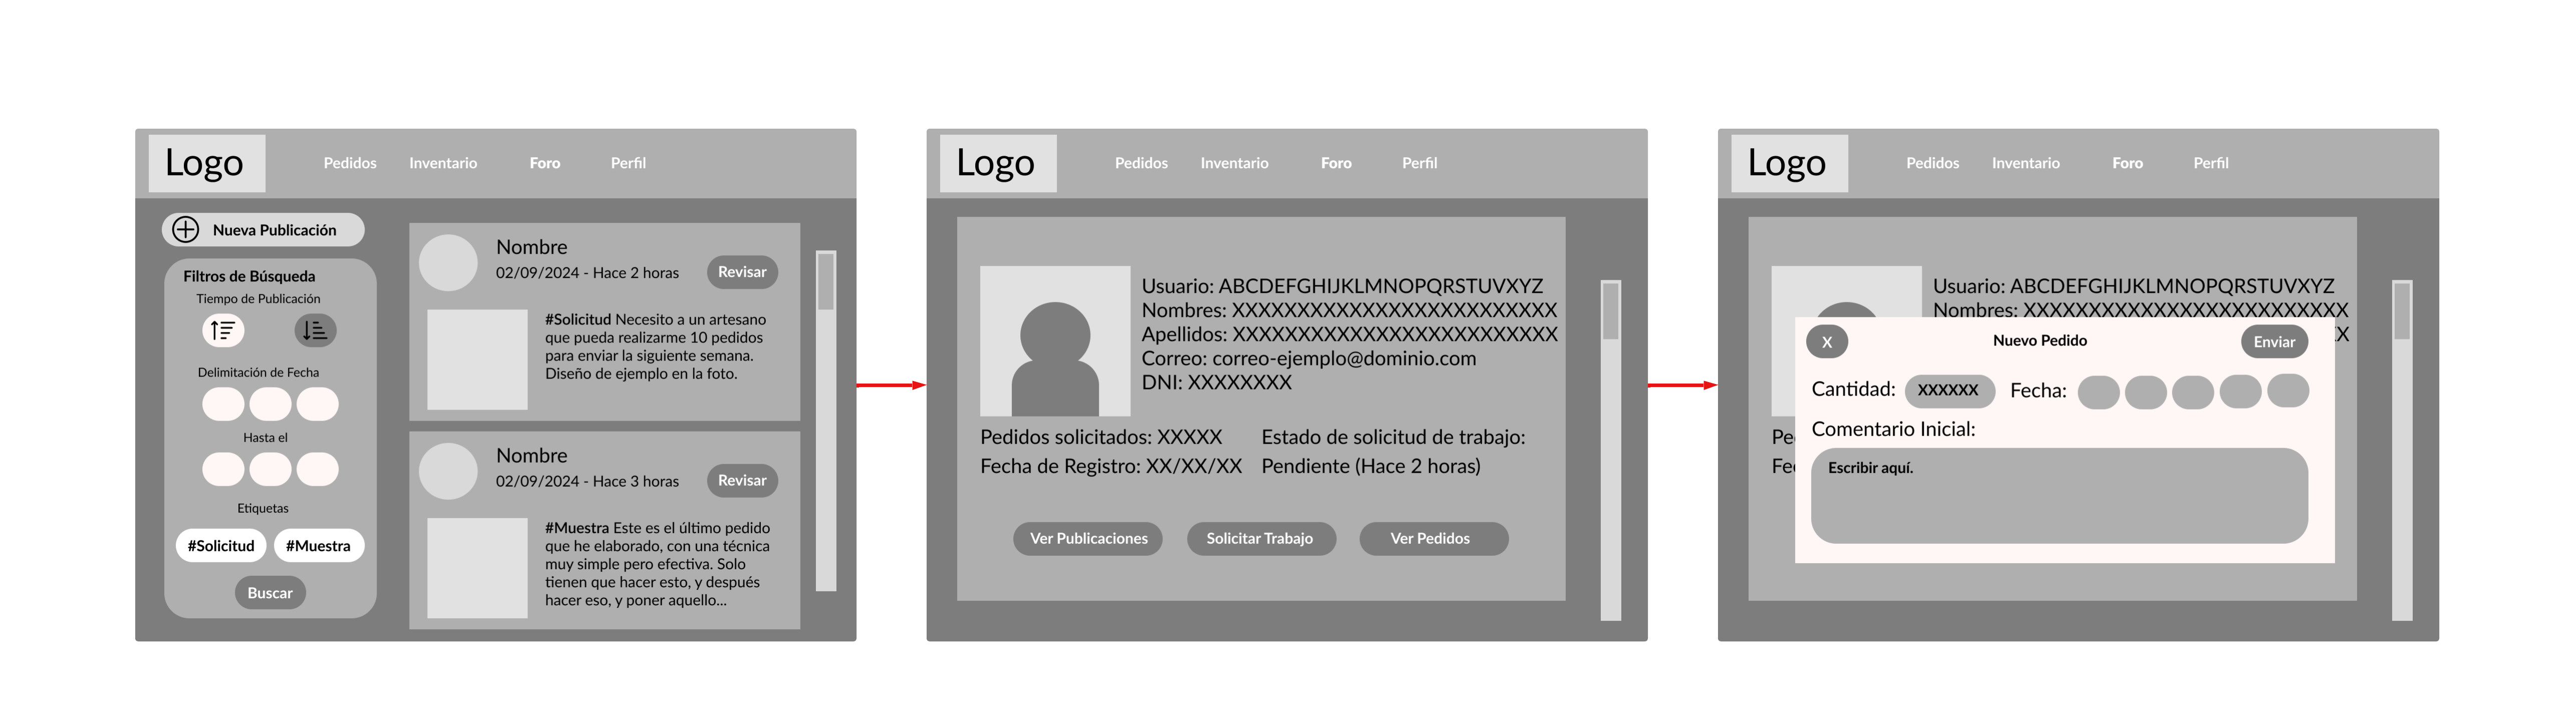 Logo
Pedidos Inventario Foro Perfil
Nueva Publicación
Filtros de Búsqueda
Tiempo de Publicación
Delimitación de Fecha
Hasta el
Etiquetas
#Solicitud #Muestra
Buscar
Nombre
02/09/2024 - Hace 2 horas
Revisar
#Solicitud Necesito a un artesano
que pueda realizarme 10 pedidos
para enviar la siguiente semana.
Diseño de ejemplo en la foto.
Nombre
02/09/2024 - Hace 3 horas
Revisar
#Muestra Este es el último pedido
que he elaborado, con una técnica
muy simple pero efectiva. Solo
tienen que hacer esto, y después
hacer eso, y poner aquello...
Logo
Pedidos Inventario Foro Perfil
Usuario: ABCDEFGHIJKLMNOPQRSTUVXYZ
Nombres: XXXXXXXXXXXXXXXXXXXXXXXXX
Apellidos: XXXXXXXXXXXXXXXXXXXXXXXXX
Correo: correo-ejemplo@dominio.com
DNI: XXXXXXXX
Pedidos solicitados: XXXXX
Fecha de Registro: XX/XX/XX
Estado de solicitud de trabajo:
Pendiente (Hace 2 horas)
Ver Publicaciones Solicitar Trabajo Ver Pedidos
Logo
Pedidos Inventario Foro Perfil
Usuario: ABCDEFGHIJKLMNOPQRSTUVXYZ
Nombres: XXXXXXXXXXXXXXXXXXXXXXXXX
X Nuevo Pedido Enviar
Cantidad: XXXXXX Fecha:
Comentario Inicial:
Escribir aquí.